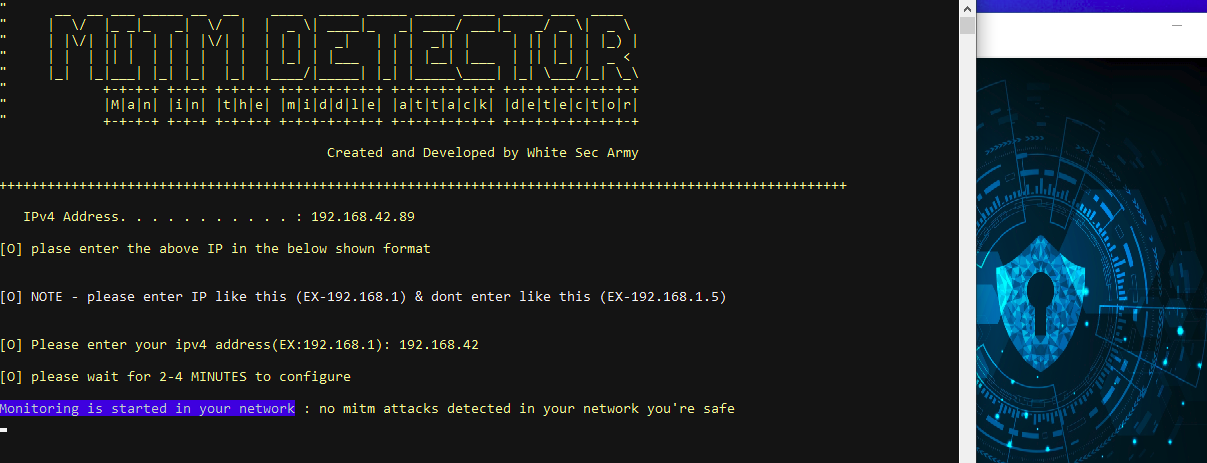 MITM DETECTOR
|M|a|n| |i|n| |t|h|e| |m|i|d|d|l|e| |a|t|t|a|c|k| |d|e|t|e|c|t|o|r|
Created and Developed by White Sec Army
IPv4 Address. . . . . . . . . . . : 192.168.42.89
[O] plase enter the above IP in the below shown format
[O] NOTE - please enter IP like this (EX-192.168.1) & dont enter like this (EX-192.168.1.5)
[O] Please enter your ipv4 address(EX:192.168.1): 192.168.42
[O] please wait for 2-4 MINUTES to configure
Monitoring is started in your network : no mitm attacks detected in your network you're safe